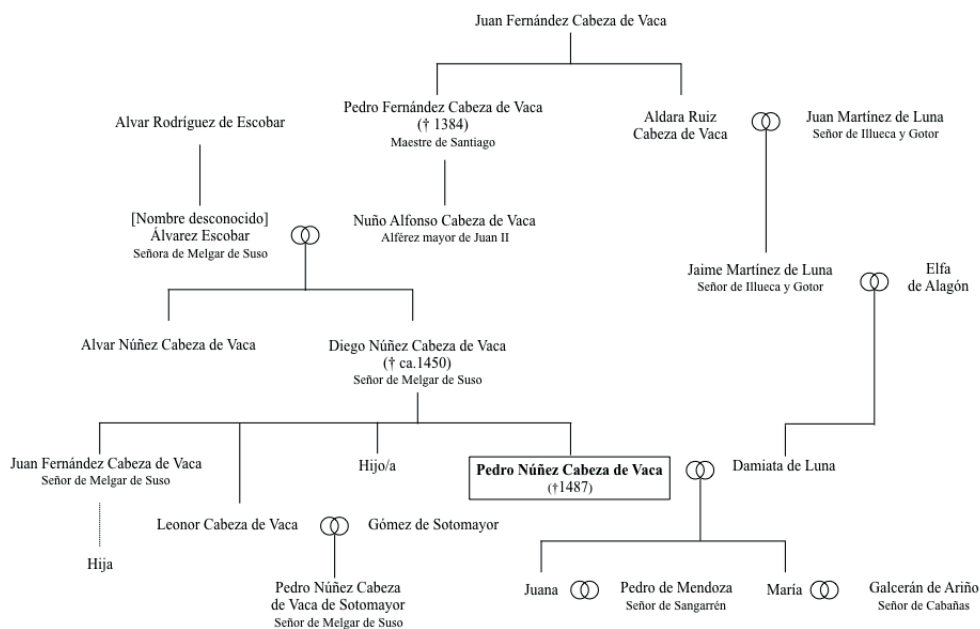 Juan Fernández Cabeza de Vaca
Alvar Rodríguez de Escobar
Pedro Fernández Cabeza de Vaca
(† 1384)
Maestre de Santiago
Aldara Ruiz
Cabeza de Vaca
Juan Martínez de Luna
Señor de Illueca y Gotor
[Nombre desconocido]
Álvarez Escobar
Señora de Melgar de Suso
Nuño Alfonso Cabeza de Vaca
Alférez mayor de Juan II
Jaime Martínez de Luna
Señor de Illueca y Gotor
Elfa
de Alagón
Alvar Núñez Cabeza de Vaca
Diego Núñez Cabeza de Vaca
(† ca.1450)
Señor de Melgar de Suso
Juan Fernández Cabeza de Vaca
Señor de Melgar de Suso
Hijo/a
Pedro Núñez Cabeza de Vaca
(†1487)
Damiata de Luna
Leonor Cabeza de Vaca
Gómez de Sotomayor
Hija
Pedro Núñez Cabeza
de Vaca de Sotomayor
Señor de Melgar de Suso
Juana
Pedro de Mendoza
Señor de Sangarrén
María
Galcerán de Ariño
Señor de Cabañas